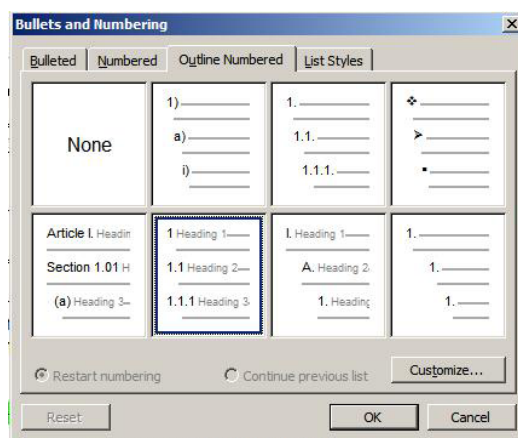 Bullets and Numbering
Bulleted Numbered Outline Numbered List Styles
None
1)
a)
i)
1.
1.1.
1.1.1.
Article I. Headin
Section 1.01 H
(a) Heading 3
1 Heading 1
1.1 Heading 2
1.1.1 Heading 3
I. Heading 1
A. Heading 2
1. Heading
1.
1.
1.
Restart numbering Continue previous list Customize...
Reset OK Cancel